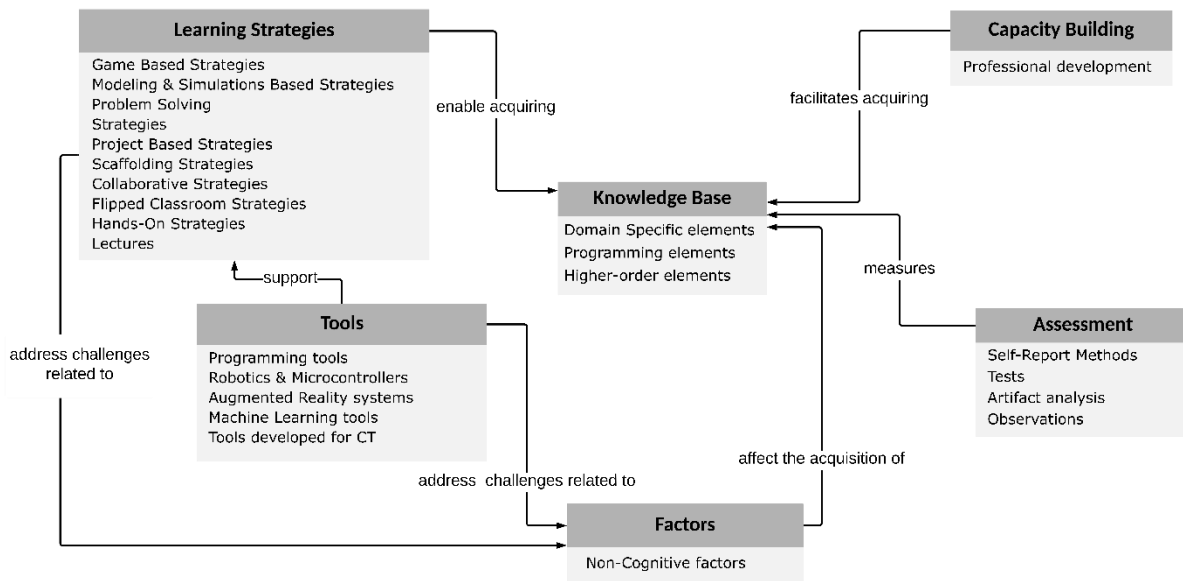 Learning Strategies
Game Based Strategies
Modeling & Simulations Based Strategies
Problem Solving
Strategies
Project Based Strategies
Scaffolding Strategies
Collaborative Strategies
Flipped Classroom Strategies
Hands-On Strategies
Lectures
enable acquiring
Capacity Building
Professional development
facilitates acquiring
Knowledge Base
Domain Specific elements
Programming elements
Higher-order elements
measures
support
Tools
Programming tools
Robotics & Microcontrollers
Augmented Reality systems
Machine Learning tools
Tools developed for CT
address challenges
related to
Assessment
Self-Report Methods
Tests
Artifact analysis
Observations
affect the acquisition of
address challenges related to
Factors
Non-Cognitive factors